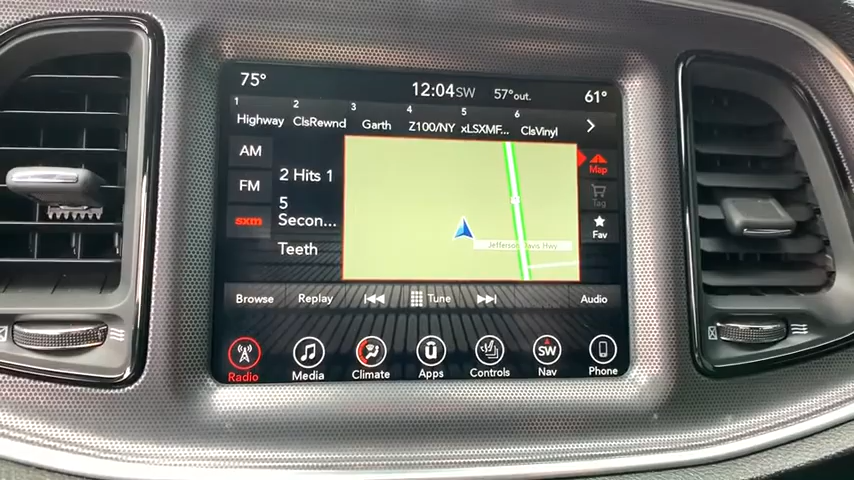 75°
12:04 SW 57°out. 61°
1 2 3 4 5 6
Highway ClsRewnd Garth Z100/NY xLSXMF... ClsVinyl
AM
FM
sxm
2 Hits 1
5
Secon...
Teeth
Jefferson Davis Hwy
Map
Tag
Fav
Browse Replay Tune Audio
SW
Radio Media Climate Apps Controls Nav Phone